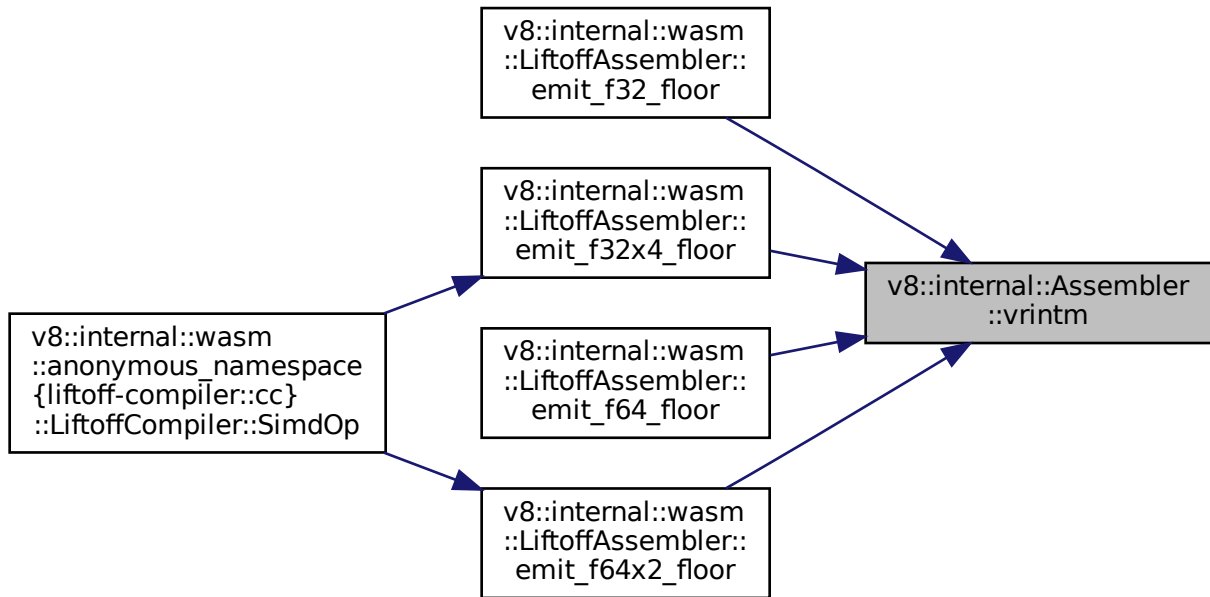 v8::internal::wasm
::LiftoffAssembler::
emit_f32_floor
v8::internal::wasm
::LiftoffAssembler::
emit_f32x4_floor
v8::internal::Assembler
::vrintm
v8::internal::wasm
::anonymous_namespace
{liftoff-compiler::cc}
::LiftoffCompiler::SimdOp
v8::internal::wasm
::LiftoffAssembler::
emit_f64_floor
v8::internal::wasm
::LiftoffAssembler::
emit_f64x2_floor